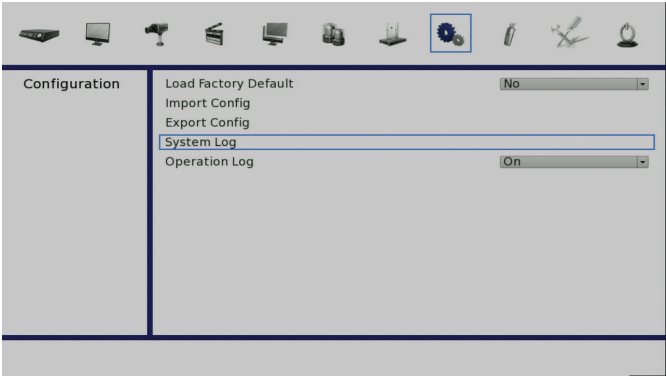 Configuration
Load Factory Default No
Import Config
Export Config
System Log
Operation Log On